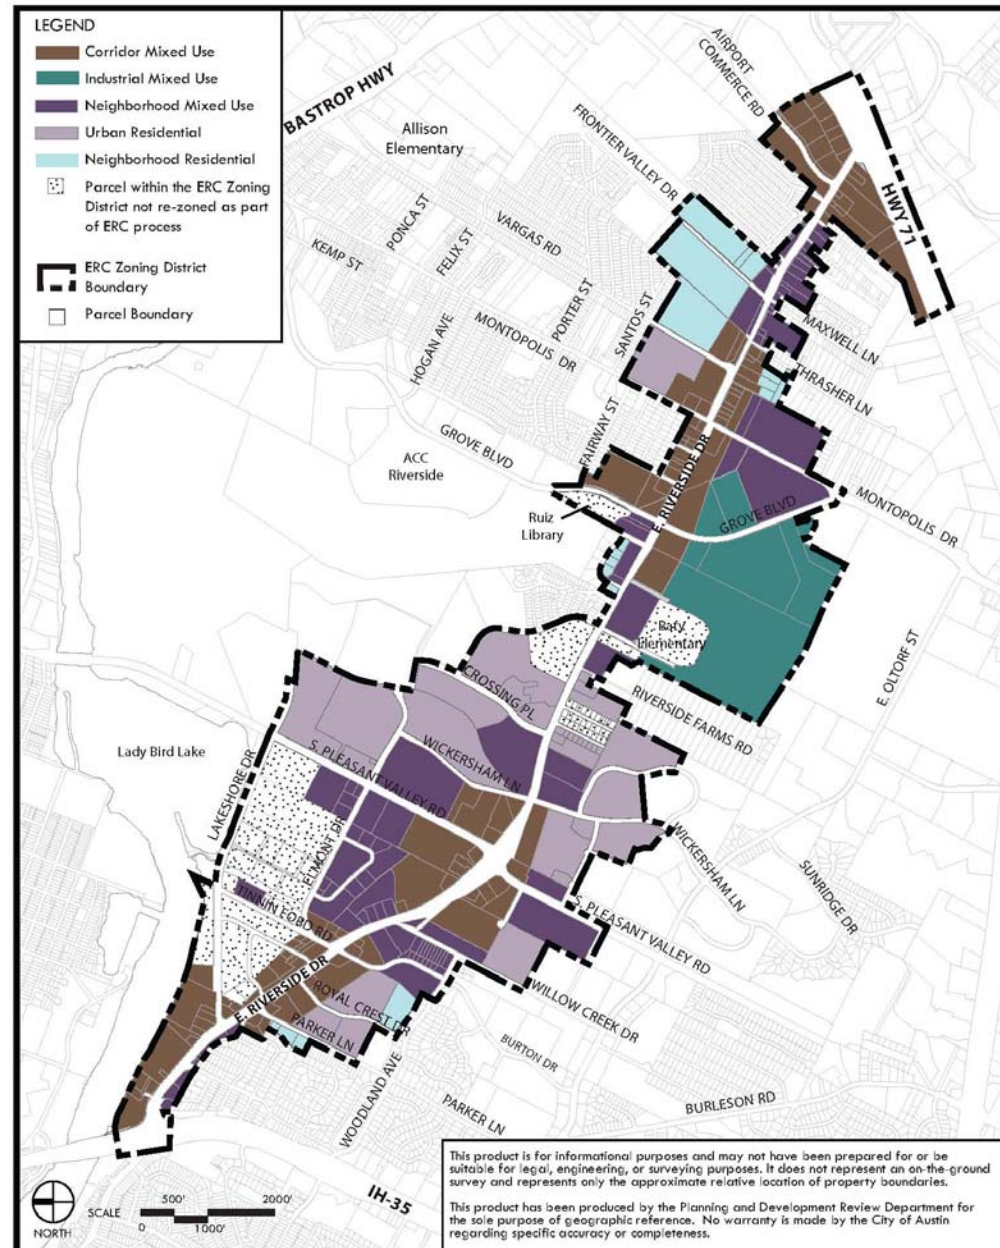 LEGEND
Corridor Mixed Use
Industrial Mixed Use
Neighborhood Mixed Use
Urban Residential
Neighborhood Residential
Parcel within the ERC Zoning
District not re-zoned as part
of ERC process
ERC Zoning District
Boundary
Parcel Boundary
BASTROP HWY
AIRPORT
COMMERCE RD
Allison
Elementary
FRONTIER VALLEY DR
HWY 71
PONCA ST
VARGAS RD
KEMP ST
FELIX ST
PORTER ST
SANTOS ST
HOGAN AVE
MONTOPOLIS DR
MAXWELL LN
THRASHER LN
FAIRWAY ST
GROVE BLVD
ACC
Riverside
E. RIVERSIDE DR
MONTOPOLIS DR
GROVE BLVD
Ruiz
Library
Baty
Elementary
E. OLTORF ST
CROSSING PL
RIVERSIDE FARMS RD
Lady Bird Lake
LAKESHORE DR
S. PLEASANT VALLEY RD
WICKERSHAM LN
ELMONT DR
WICKERSHAM LN
SUNRIDGE DR
TINNIN FORD RD
S. PLEASANT VALLEY RD
E. RIVERSIDE DR
ROYAL CREST DR
WILLOW CREEK DR
PARKER LN
BURTON DR
WOODLAND AVE
PARKER LN
BURLESON RD
IH-35
NORTH
SCALE
500'
2000'
0
1000'
This product is for informational purposes and may not have been prepared for or be
suitable for legal, engineering, or surveying purposes. It does not represent an on-the-ground
survey and represents only the approximate relative location of property boundaries.
This product has been produced by the Planning and Development Review Department for
the sole purpose of geographic reference. No warranty is made by the City of Austin
regarding specific accuracy or completeness.